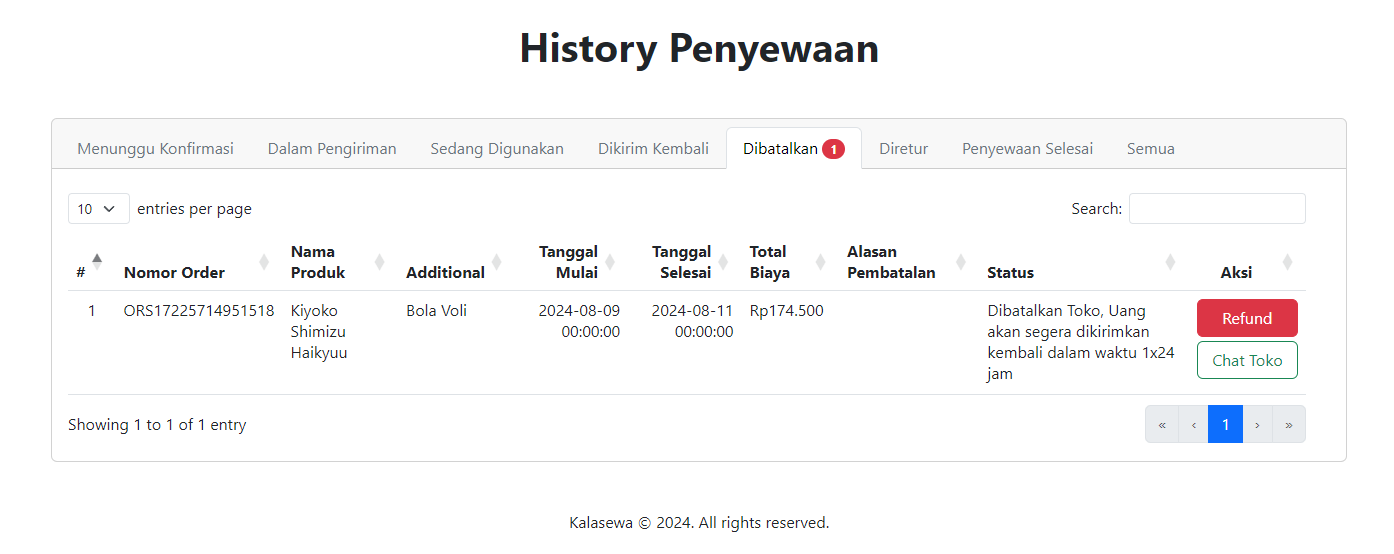 History Penyewaan
Menunggu Konfirmasi Dalam Pengiriman Sedang Digunakan Dikirim Kembali Dibatalkan 1 Diretur Penyewaan Selesai Semua
10 entries per page Search:
# Nomor Order Nama Produk Additional Tanggal Mulai Tanggal Selesai Total Biaya Alasan Pembatalan Status Aksi
1 ORS17225714951518 Kiyoko Shimizu Haikyuu Bola Voli 2024-08-09 00:00:00 2024-08-11 00:00:00 Rp174.500 Dibatalkan Toko, Uang akan segera dikirimkan kembali dalam waktu 1x24 jam Refund
Chat Toko
Showing 1 to 1 of 1 entry « ‹ 1 › »
Kalasewa © 2024. All rights reserved.